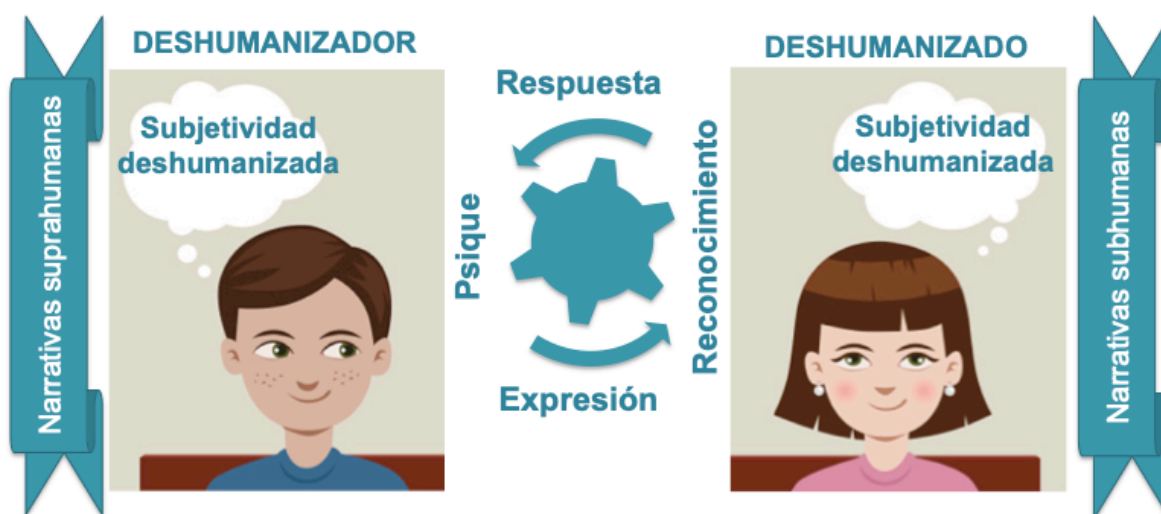 DESHUMANIZADOR
DESHUMANIZADO
Narrativas suprahumanas
Subjetividad
deshumanizada
Respuesta
Psique
Reconocimiento
Expresión
Subjetividad
deshumanizada
Narrativas subhumanas